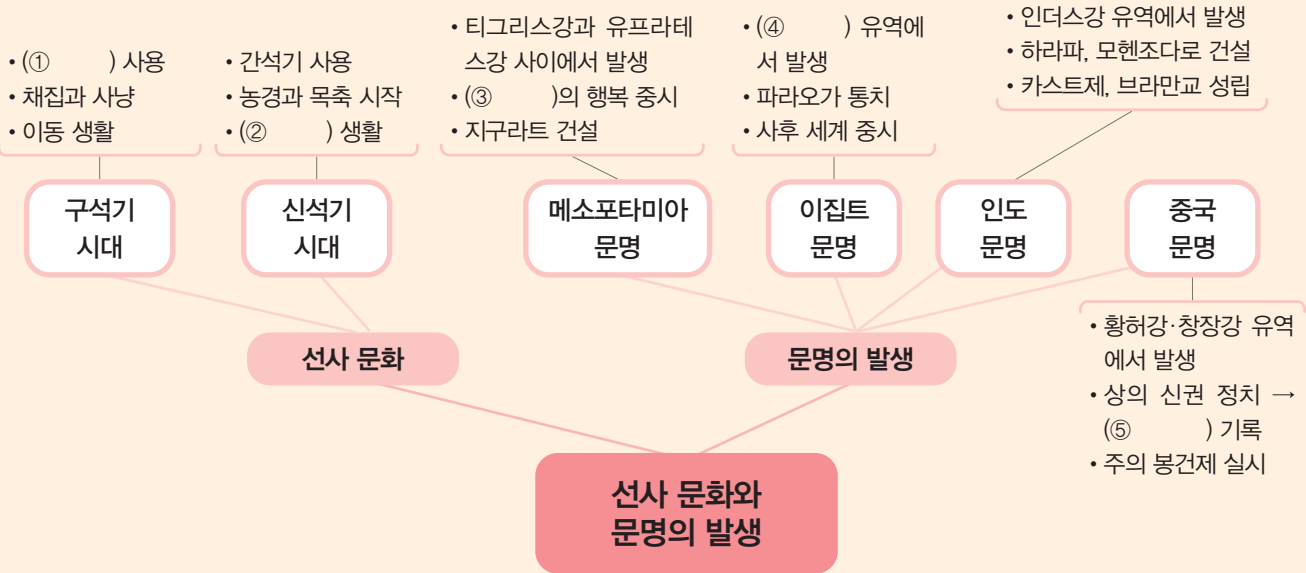 • (① ) 사용
• 채집과 사냥
• 이동 생활
• 간석기 사용
• 농경과 목축 시작
• (② ) 생활
• 티그리스강과 유프라테
스강 사이에서 발생
• (③ )의 행복 중시
• 지구라트 건설
• (④ ) 유역에
서 발생
• 파라오가 통치
• 사후 세계 중시
• 인더스강 유역에서 발생
• 하라파, 모헨조다로 건설
• 카스트제, 브라만교 성립
구석기
시대
신석기
시대
메소포타미아
문명
이집트
문명
인도
문명
중국
문명
• 황허강·창장강 유역
에서 발생
• 상의 신권 정치 →
(⑤ ) 기록
• 주의 봉건제 실시
선사 문화
문명의 발생
선사 문화와
문명의 발생